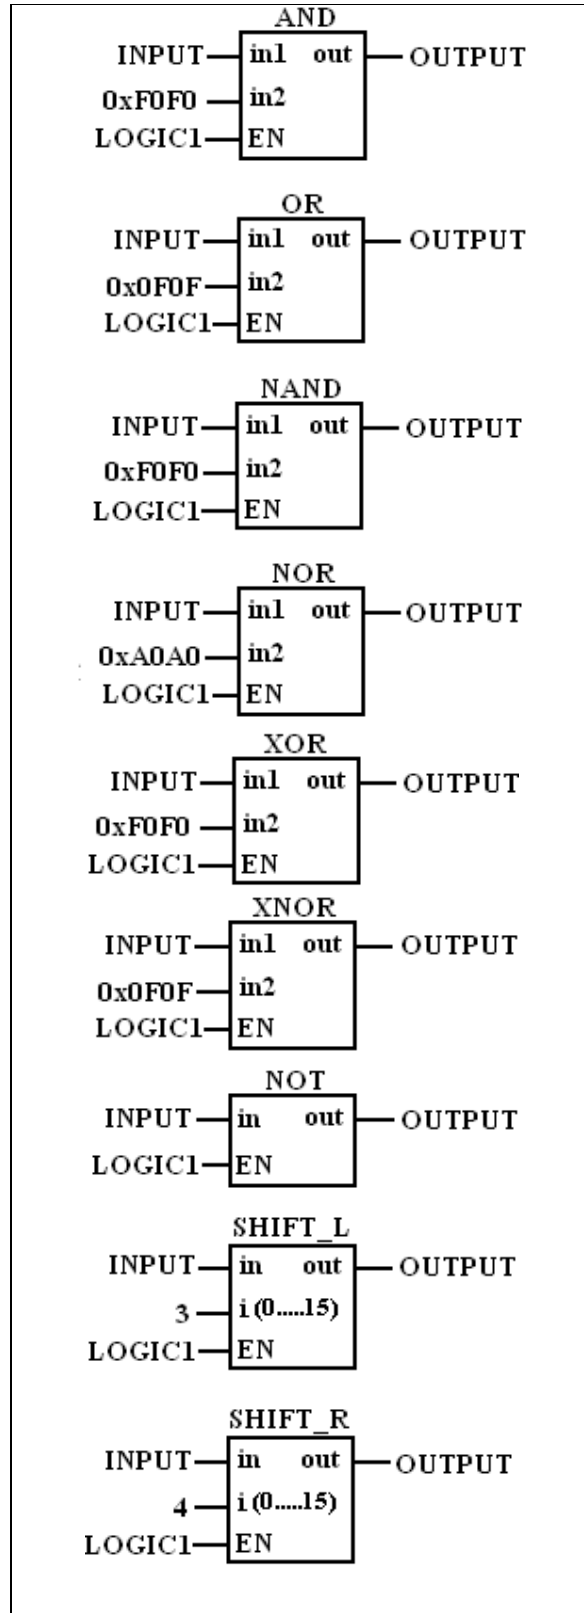 AND
INPUT in1 out OUTPUT
0xF0F0 in2
LOGIC1 EN
OR
INPUT in1 out OUTPUT
0x0F0F in2
LOGIC1 EN
NAND
INPUT in1 out OUTPUT
0xF0F0 in2
LOGIC1 EN
NOR
INPUT in1 out OUTPUT
0xA0A0 in2
LOGIC1 EN
XOR
INPUT in1 out OUTPUT
0xF0F0 in2
LOGIC1 EN
XNOR
INPUT in1 out OUTPUT
0x0F0F in2
LOGIC1 EN
NOT
INPUT in out OUTPUT
LOGIC1 EN
SHIFT_L
INPUT in out OUTPUT
3 i(0.....15)
LOGIC1 EN
SHIFT_R
INPUT in out OUTPUT
4 i(0.....15)
LOGIC1 EN